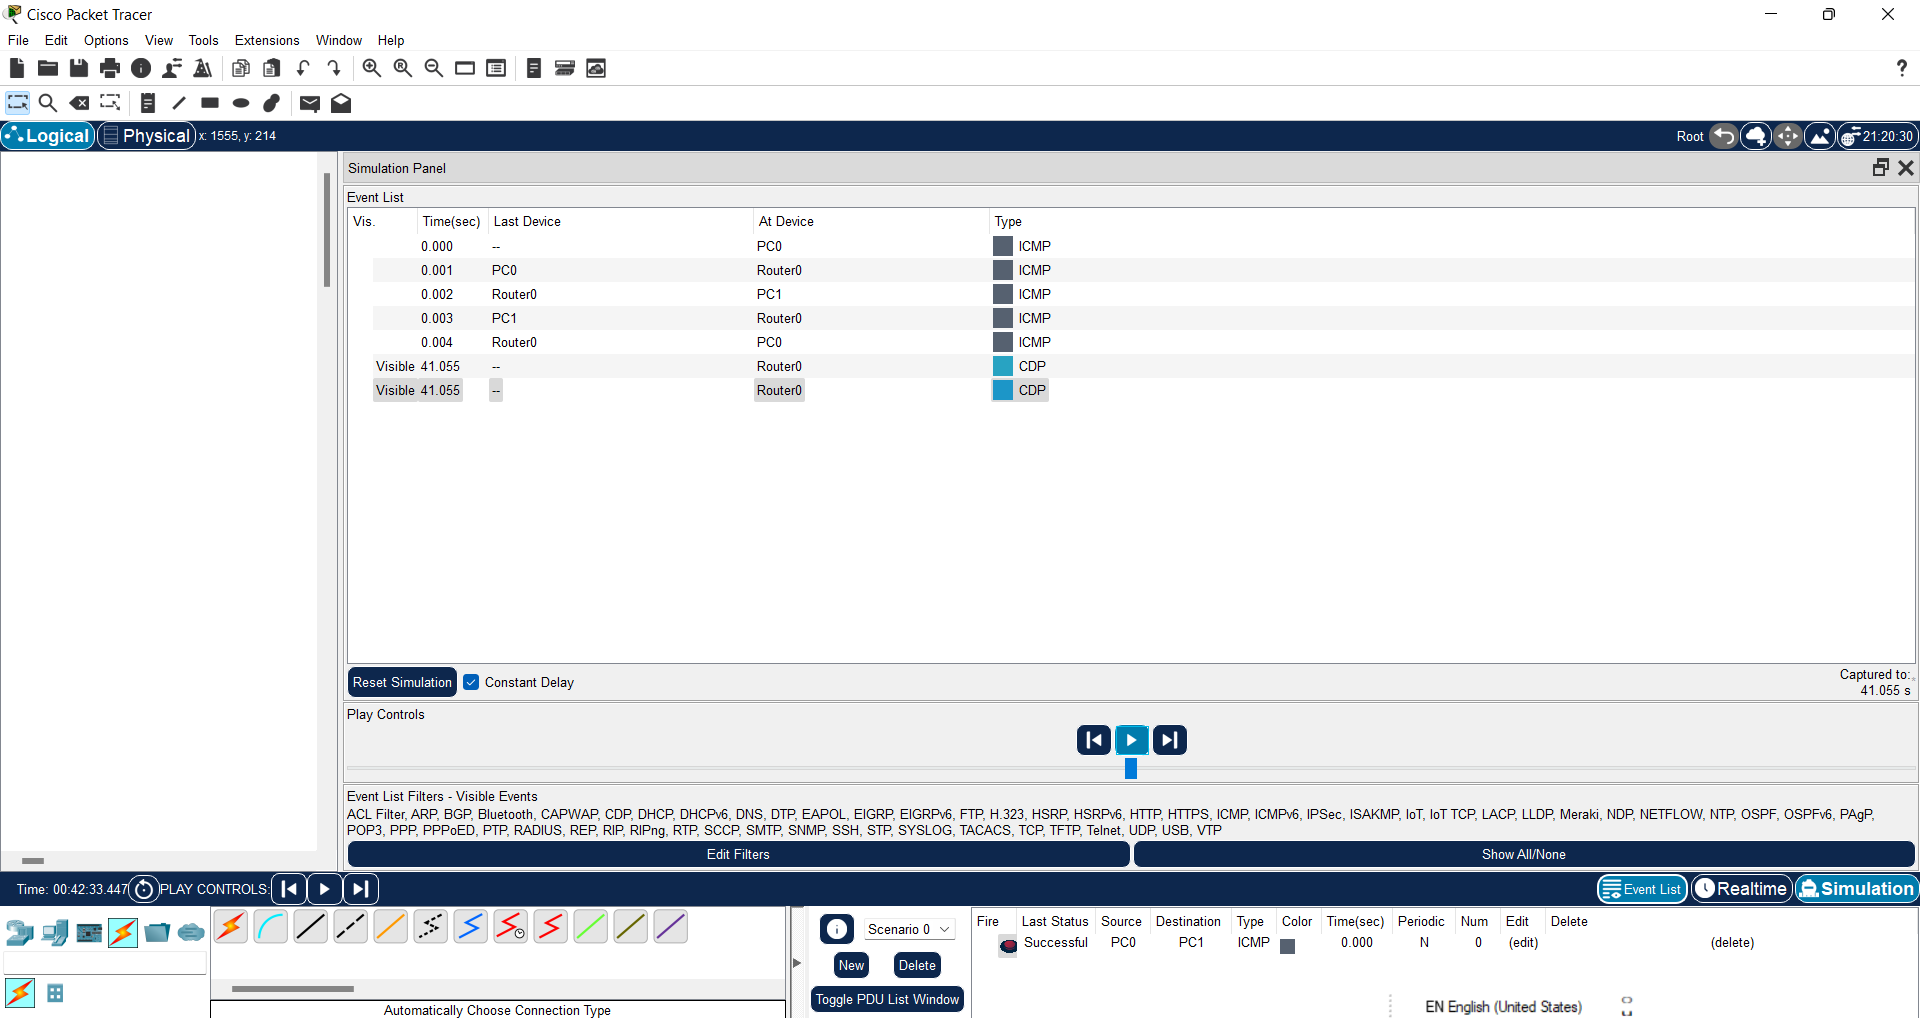 Cisco Packet Tracer
File Edit Options View Tools Extensions Window Help
Logical Physical x: 1555, y: 214 Root 21:20:30
Simulation Panel
Event List
Vis. Time(sec) Last Device At Device Type
0.000 -- PC0 ICMP
0.001 PC0 Router0 ICMP
0.002 Router0 PC1 ICMP
0.003 PC1 Router0 ICMP
0.004 Router0 PC0 ICMP
Visible 41.055 -- Router0 CDP
Visible 41.055 -- Router0 CDP
Reset Simulation Constant Delay Captured to:
41.055 s
Play Controls
Event List Filters - Visible Events
ACL Filter, ARP, BGP, Bluetooth, CAPWAP, CDP, DHCP, DHCPv6, DNS, DTP, EAPOL, EIGRP, EIGRPv6, FTP, H.323, HSRP, HSRPv6, HTTP, HTTPS, ICMP, ICMPv6, IPSec, ISAKMP, IoT, IoT TCP, LACP, LLDP, Meraki, NDP, NETFLOW, NTP, OSPF, OSPFv6, PAgP,
POP3, PPP, PPPoED, PTP, RADIUS, REP, RIP, RIPng, RTP, SCCP, SMTP, SNMP, SSH, STP, SYSLOG, TACACS, TCP, TFTP, Telnet, UDP, USB, VTP
Edit Filters Show All/None
Time: 00:42:33.447 PLAY CONTROLS: Event List Realtime Simulation
Scenario 0
New Delete
Toggle PDU List Window
Fire Last Status Source Destination Type Color Time(sec) Periodic Num Edit Delete
Successful PC0 PC1 ICMP 0.000 N 0 (edit) (delete)
Automatically Choose Connection Type
EN English (United States)